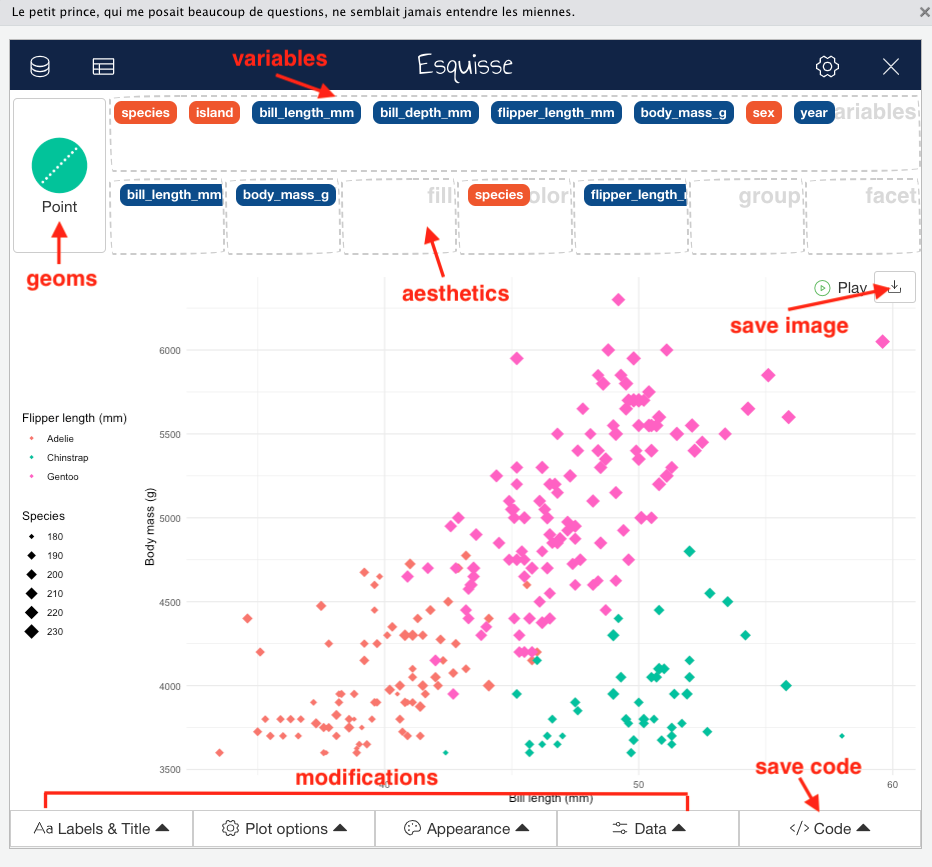 Le petit prince, qui me posait beaucoup de questions, ne semblait jamais entendre les miennes.
variables
Esquisse
species island bill_length_mm bill_depth_mm flipper_length_mm body_mass_g sex year ariables
Point
bill_length_mm body_mass_g fill species olor flipper_length_ group facet
geoms
aesthetics
Play
save image
6000
5500
5000
4500
4000
3500
Body mass (g)
Flipper length (mm)
Adelie
Chinstrap
Gentoo
Species
180
190
200
210
220
230
50
60
Bill length (mm)
modifications
save code
Aa Labels & Title
Plot options
Appearance
Data
</> Code